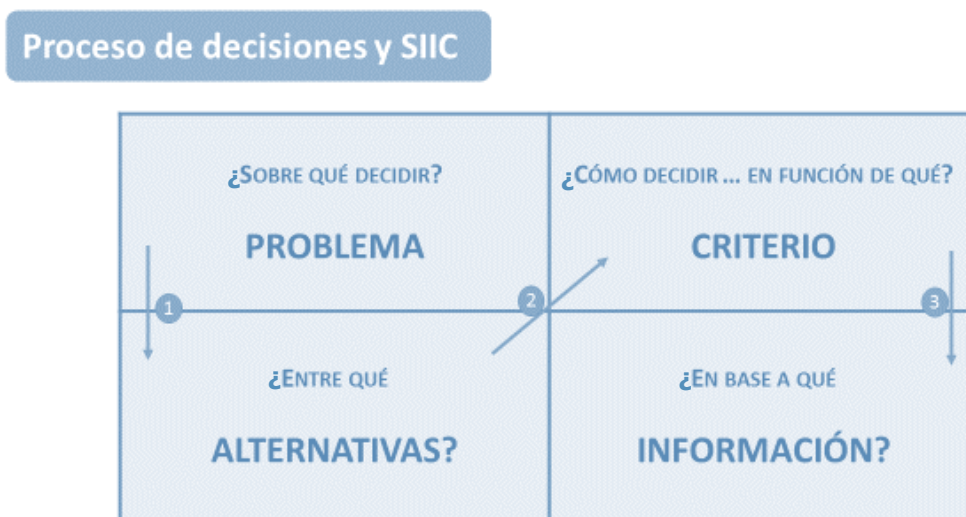 Proceso de decisiones y SIIC
¿Sobre qué decidir?
PROBLEMA
1
¿Entre qué
ALTERNATIVAS?
2
¿Cómo decidir ... en función de qué?
CRITERIO
3
¿En base a qué
INFORMACIÓN?